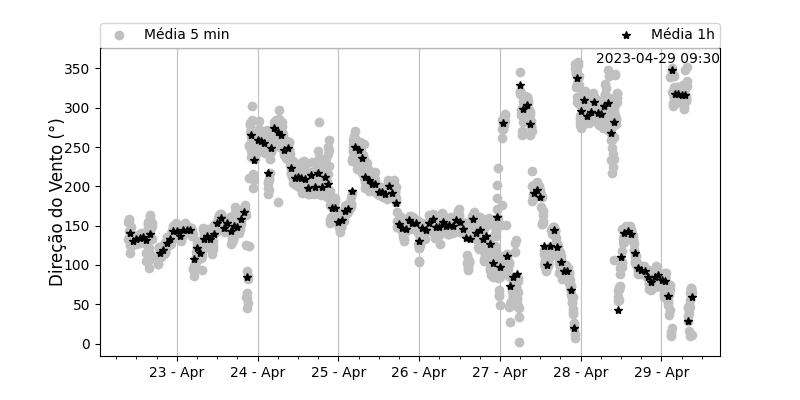 Média 5 min
Média 1h
2023-04-29 09:30
Direção do Vento (°)
350
300
250
200
150
100
50
0
23 - Apr
24 - Apr
25 - Apr
26 - Apr
27 - Apr
28 - Apr
29 - Apr